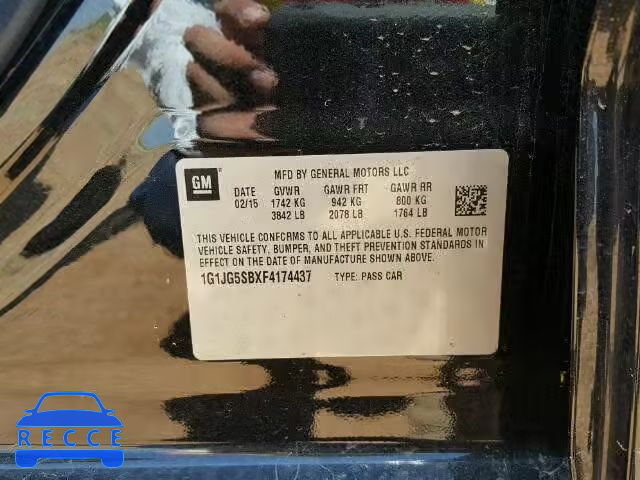 GM
MFD BY GENERAL MOTORS LLC
DATE GVWR GAWR FRT GAWR RR
02/15 1742 KG 942 KG 800 KG
3842 LB 2078 LB 1764 LB
THIS VEHICLE CONFORMS TO ALL APPLICABLE U.S. FEDERAL MOTOR
VEHICLE SAFETY, BUMPER, AND THEFT PREVENTION STANDARDS IN
EFFECT ON THE DATE OF MANUFACTURE SHOWN ABOVE.
1G1JG5SBXF4174437 TYPE: PASS CAR
RECCE